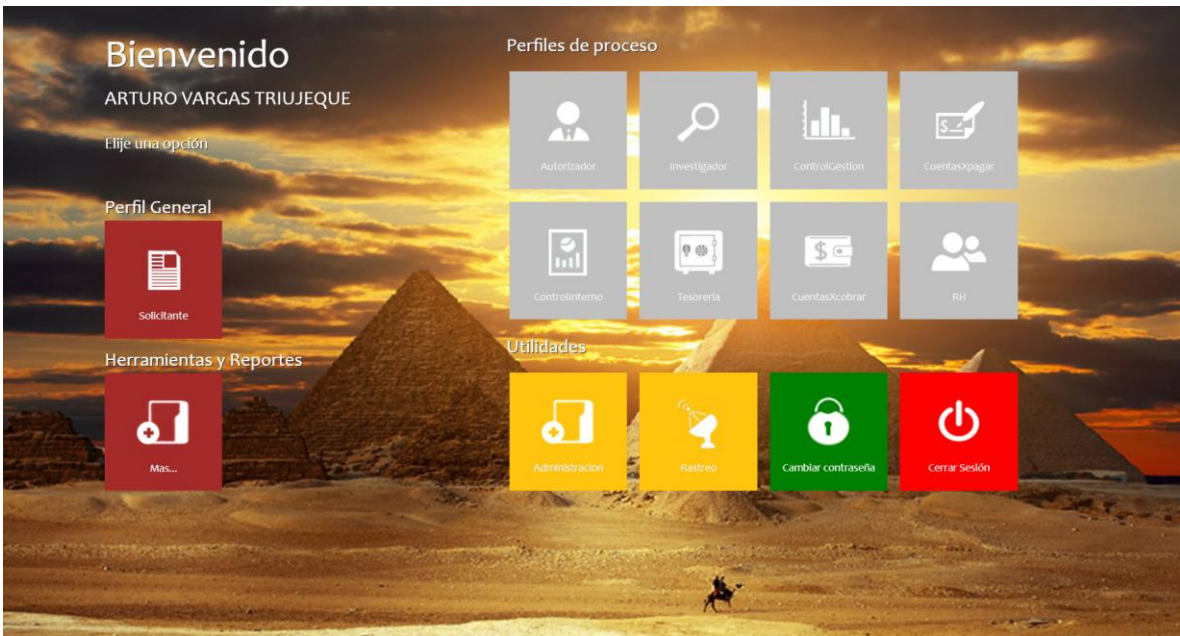 Bienvenido
ARTURO VARGAS TRIUJEQUE
Elije una opción
Perfil General
Solicitante
Herramientas y Reportes
Mas...
Perfiles de proceso
Autorizador
Investigador
ControlGestion
CuentasXpagar
ControlInterno
Tesoreria
CuentasXcobrar
RH
Utilidades
Administracion
Rastreo
Cambiar contraseña
Cerrar Sesión